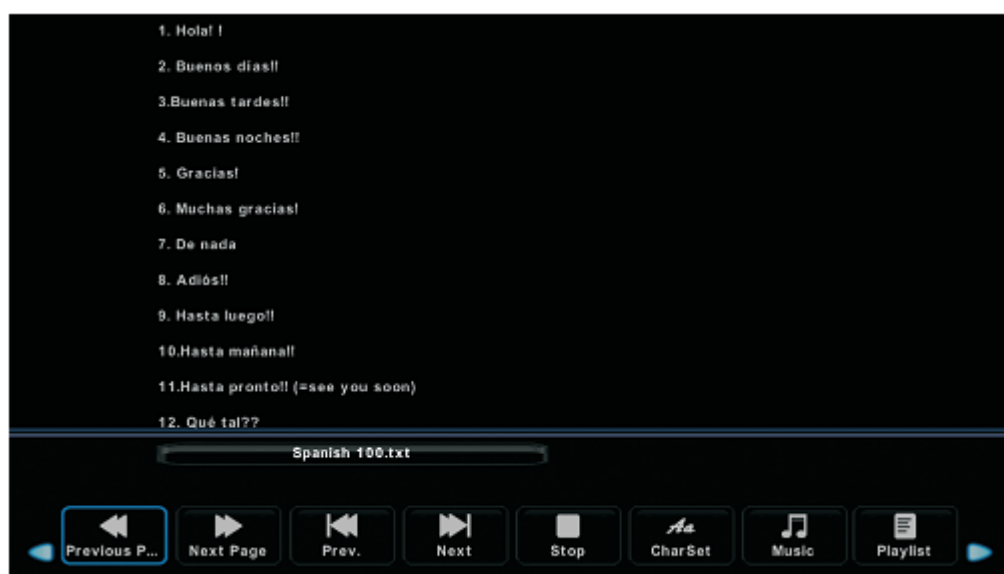 1. Hola! !
2. Buenos días!!
3.Buenas tardes!!
4. Buenas noches!!
5. Gracias!
6. Muchas gracias!
7. De nada
8. Adiós!!
9. Hasta luego!!
10.Hasta mañana!!
11.Hasta pronto!! (=see you soon)
12. Qué tal??
Spanish 100.txt
Previous P... Next Page Prev. Next Stop CharSet Music Playlist